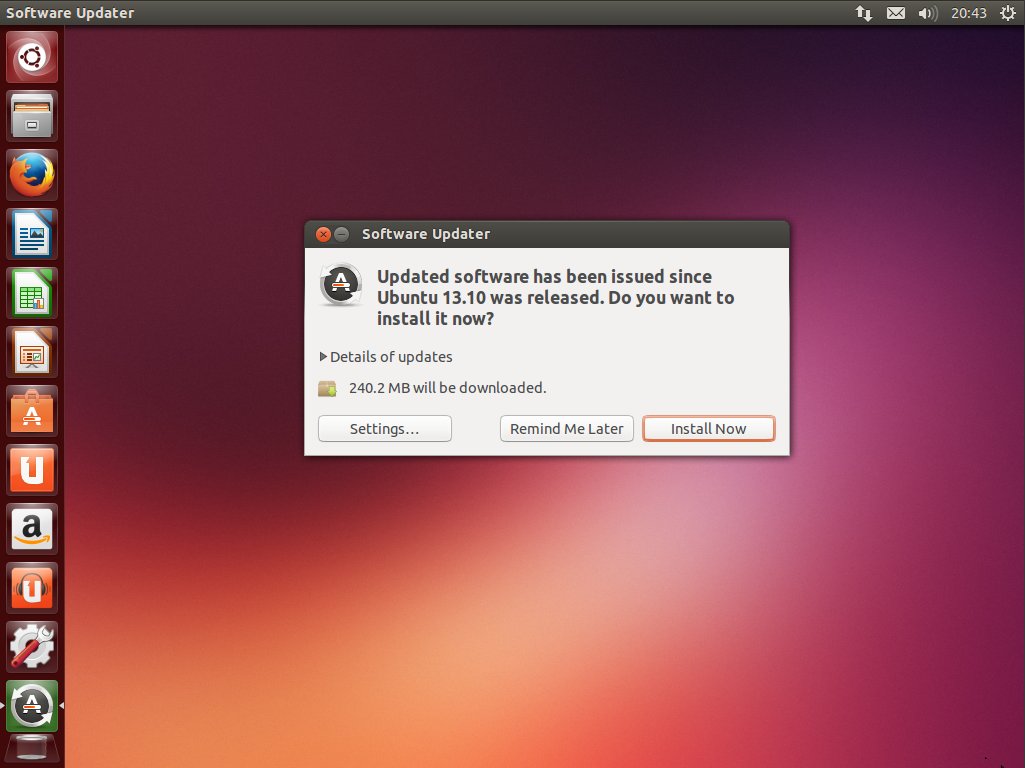 Software Updater
20:43
Software Updater
Updated software has been issued since
Ubuntu 13.10 was released. Do you want to
install it now?
Details of updates
240.2 MB will be downloaded.
Settings…
Remind Me Later
Install Now